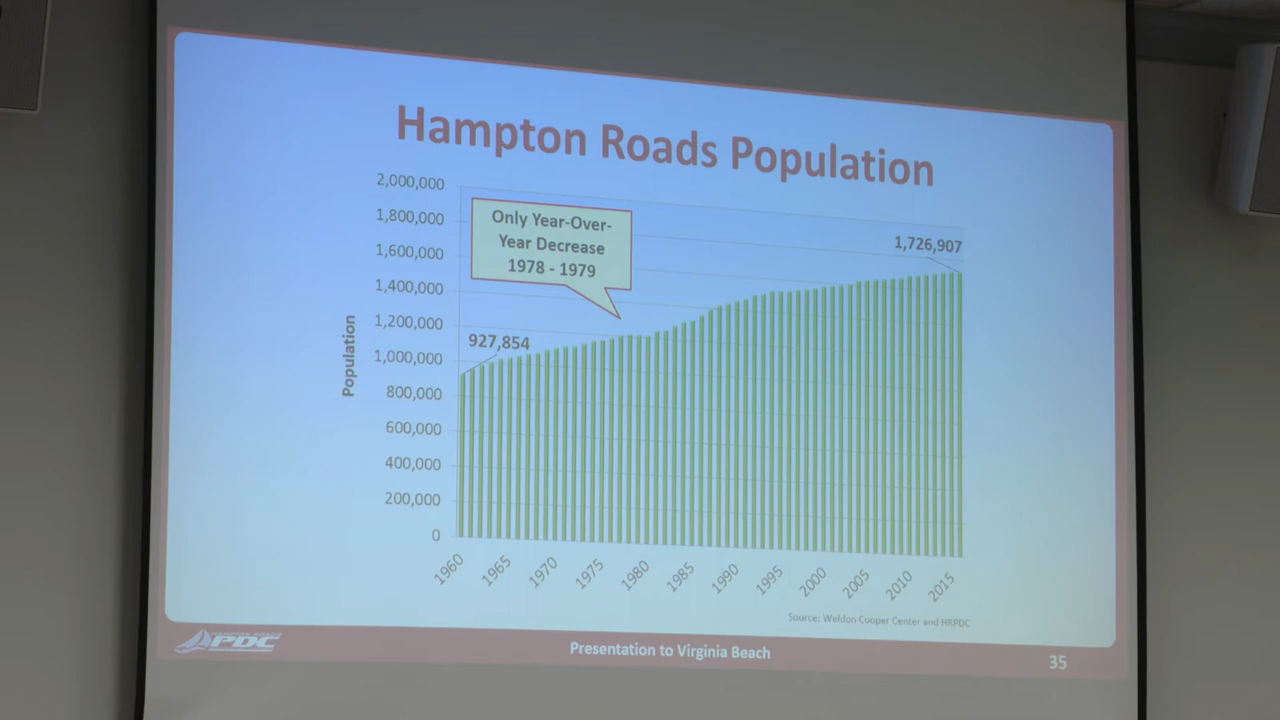 Hampton Roads Population
2,000,000
1,800,000
1,600,000
1,400,000
1,200,000
1,000,000
800,000
600,000
400,000
200,000
0
Population
Only Year-Over-
Year Decrease
1978 - 1979
927,854
1,726,907
1960
1965
1970
1975
1980
1985
1990
1995
2000
2005
2010
2015
Source: Weldon Cooper Center and HRPDC
HAMPTON ROADS
PDC
Presentation to Virginia Beach
35